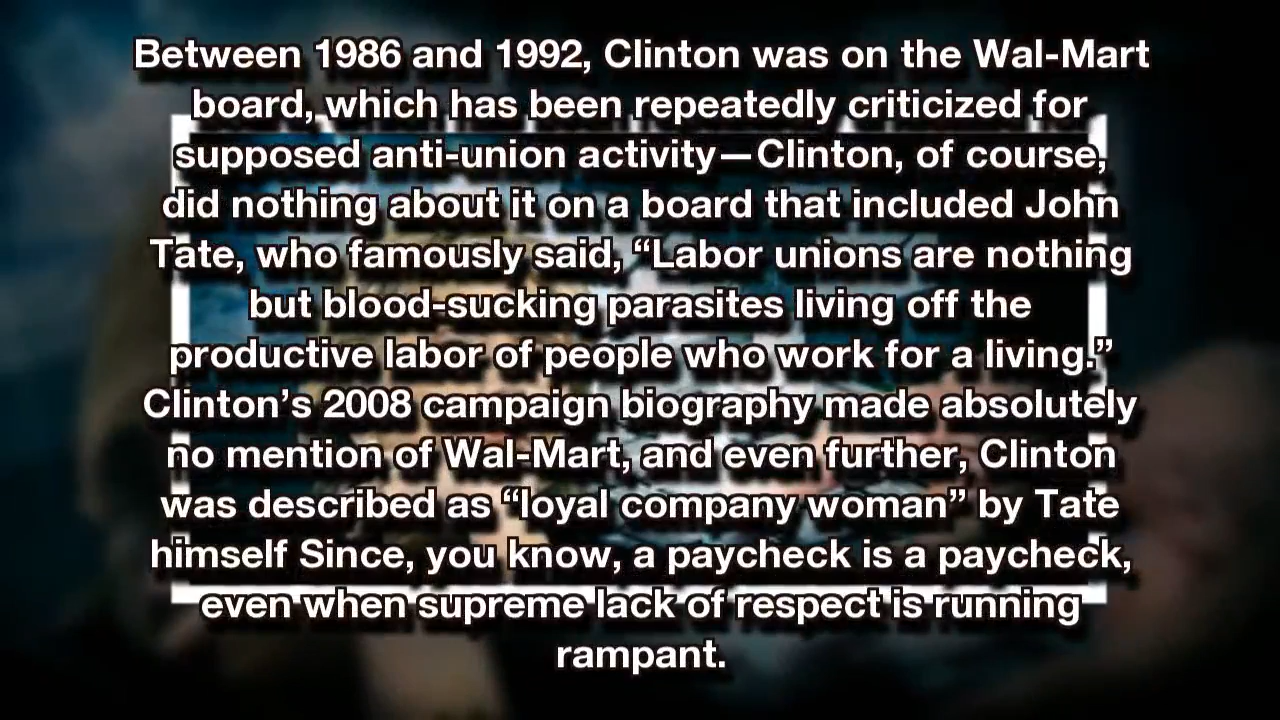 Between 1986 and 1992, Clinton was on the Wal-Mart
board, which has been repeatedly criticized for
supposed anti-union activity—Clinton, of course,
did nothing about it on a board that included John
Tate, who famously said, “Labor unions are nothing
but blood-sucking parasites living off the
productive labor of people who work for a living.”
Clinton’s 2008 campaign biography made absolutely
no mention of Wal-Mart, and even further, Clinton
was described as “loyal company woman” by Tate
himself Since, you know, a paycheck is a paycheck,
even when supreme lack of respect is running
rampant.